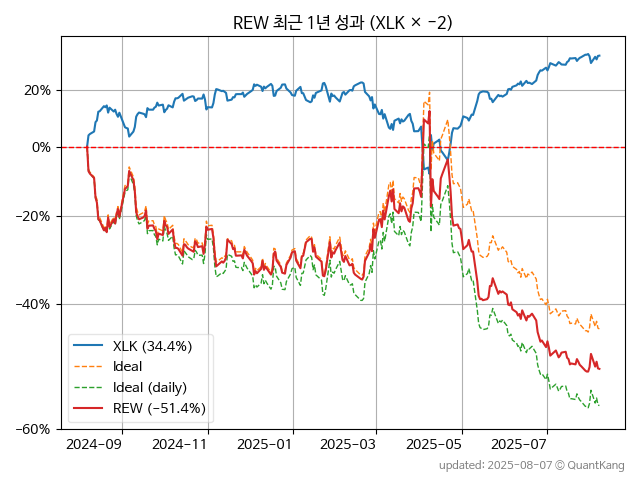 REW 최근 1년 성과 (XLK × −2)
20%
0%
−20%
−40%
−60%
XLK (34.4%)
Ideal
Ideal (daily)
REW (−51.4%)
2024-09 2024-11 2025-01 2025-03 2025-05 2025-07
updated: 2025-08-07 © QuantKang